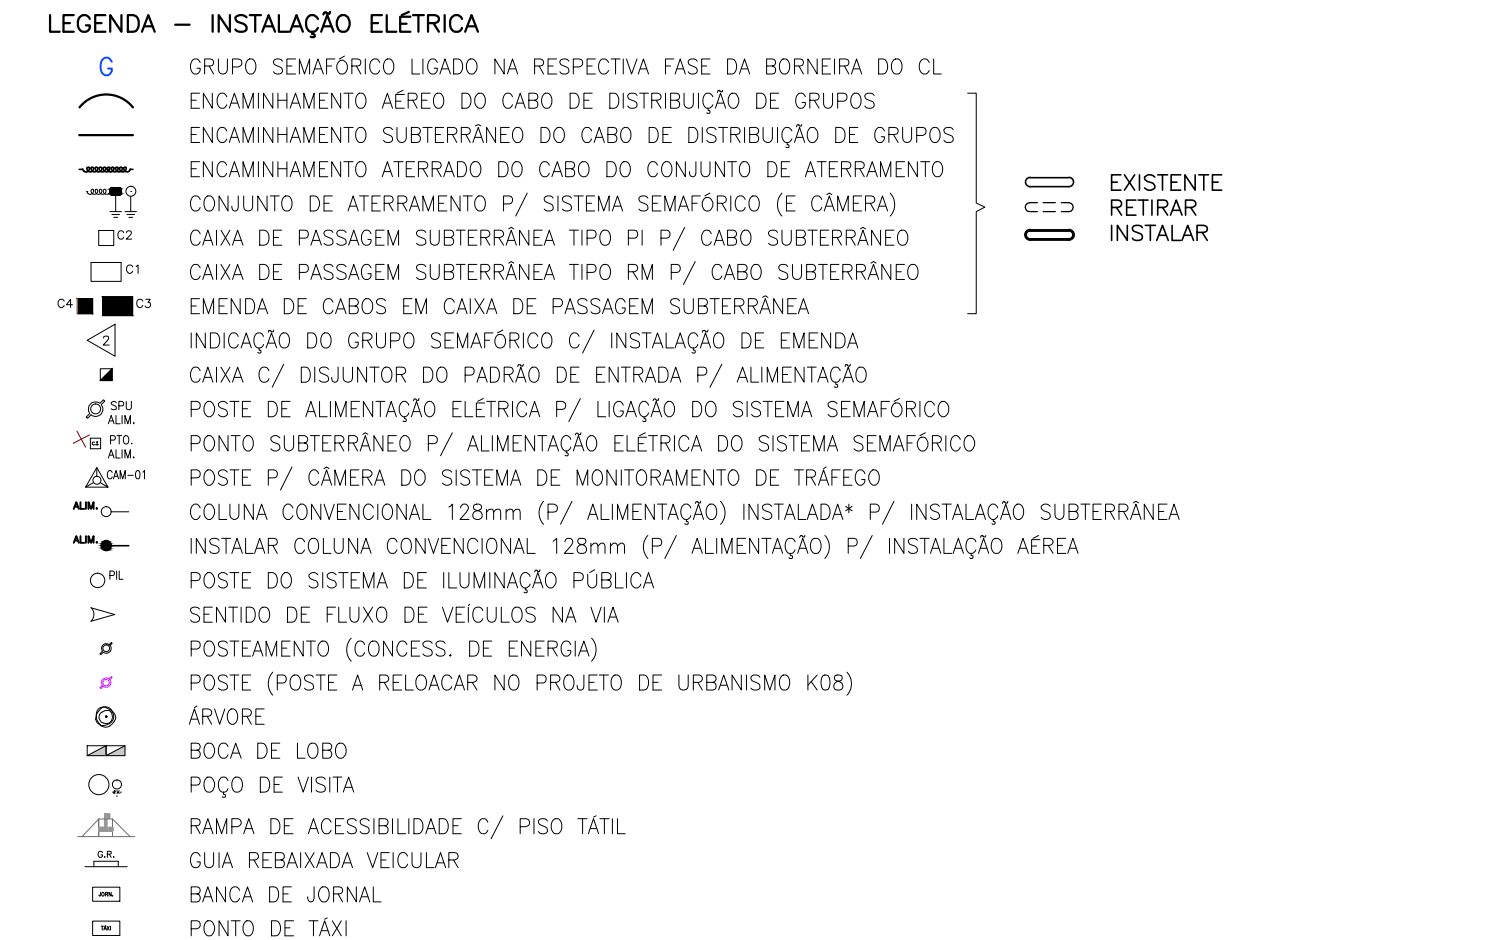 LEGENDA - INSTALAÇÃO ELÉTRICA
G GRUPO SEMAFÓRICO LIGADO NA RESPECTIVA FASE DA BORNEIRA DO CL
ENCAMINHAMENTO AÉREO DO CABO DE DISTRIBUIÇÃO DE GRUPOS
ENCAMINHAMENTO SUBTERRÂNEO DO CABO DE DISTRIBUIÇÃO DE GRUPOS
ENCAMINHAMENTO ATERRADO DO CABO DO CONJUNTO DE ATERRAMENTO
CONJUNTO DE ATERRAMENTO P/ SISTEMA SEMAFÓRICO (E CÂMERA)
C2 CAIXA DE PASSAGEM SUBTERRÂNEA TIPO PI P/ CABO SUBTERRÂNEO
C1 CAIXA DE PASSAGEM SUBTERRÂNEA TIPO RM P/ CABO SUBTERRÂNEO
C4 C3 EMENDA DE CABOS EM CAIXA DE PASSAGEM SUBTERRÂNEA
EXISTENTE
RETIRAR
INSTALAR
2 INDICAÇÃO DO GRUPO SEMAFÓRICO C/ INSTALAÇÃO DE EMENDA
CAIXA C/ DISJUNTOR DO PADRÃO DE ENTRADA P/ ALIMENTAÇÃO
SPU ALIM. POSTE DE ALIMENTAÇÃO ELÉTRICA P/ LIGAÇÃO DO SISTEMA SEMAFÓRICO
PTO. ALIM. PONTO SUBTERRÂNEO P/ ALIMENTAÇÃO ELÉTRICA DO SISTEMA SEMAFÓRICO
CAM-01 POSTE P/ CÂMERA DO SISTEMA DE MONITORAMENTO DE TRÁFEGO
ALIM. COLUNA CONVENCIONAL 128mm (P/ ALIMENTAÇÃO) INSTALADA* P/ INSTALAÇÃO SUBTERRÂNEA
ALIM. INSTALAR COLUNA CONVENCIONAL 128mm (P/ ALIMENTAÇÃO) P/ INSTALAÇÃO AÉREA
PIL POSTE DO SISTEMA DE ILUMINAÇÃO PÚBLICA
SENTIDO DE FLUXO DE VEÍCULOS NA VIA
POSTEAMENTO (CONCESS. DE ENERGIA)
POSTE (POSTE A RELOACAR NO PROJETO DE URBANISMO K08)
ÁRVORE
BOCA DE LOBO
POÇO DE VISITA
RAMPA DE ACESSIBILIDADE C/ PISO TÁTIL
G.R. GUIA REBAIXADA VEICULAR
JORN. BANCA DE JORNAL
TÁXI PONTO DE TÁXI